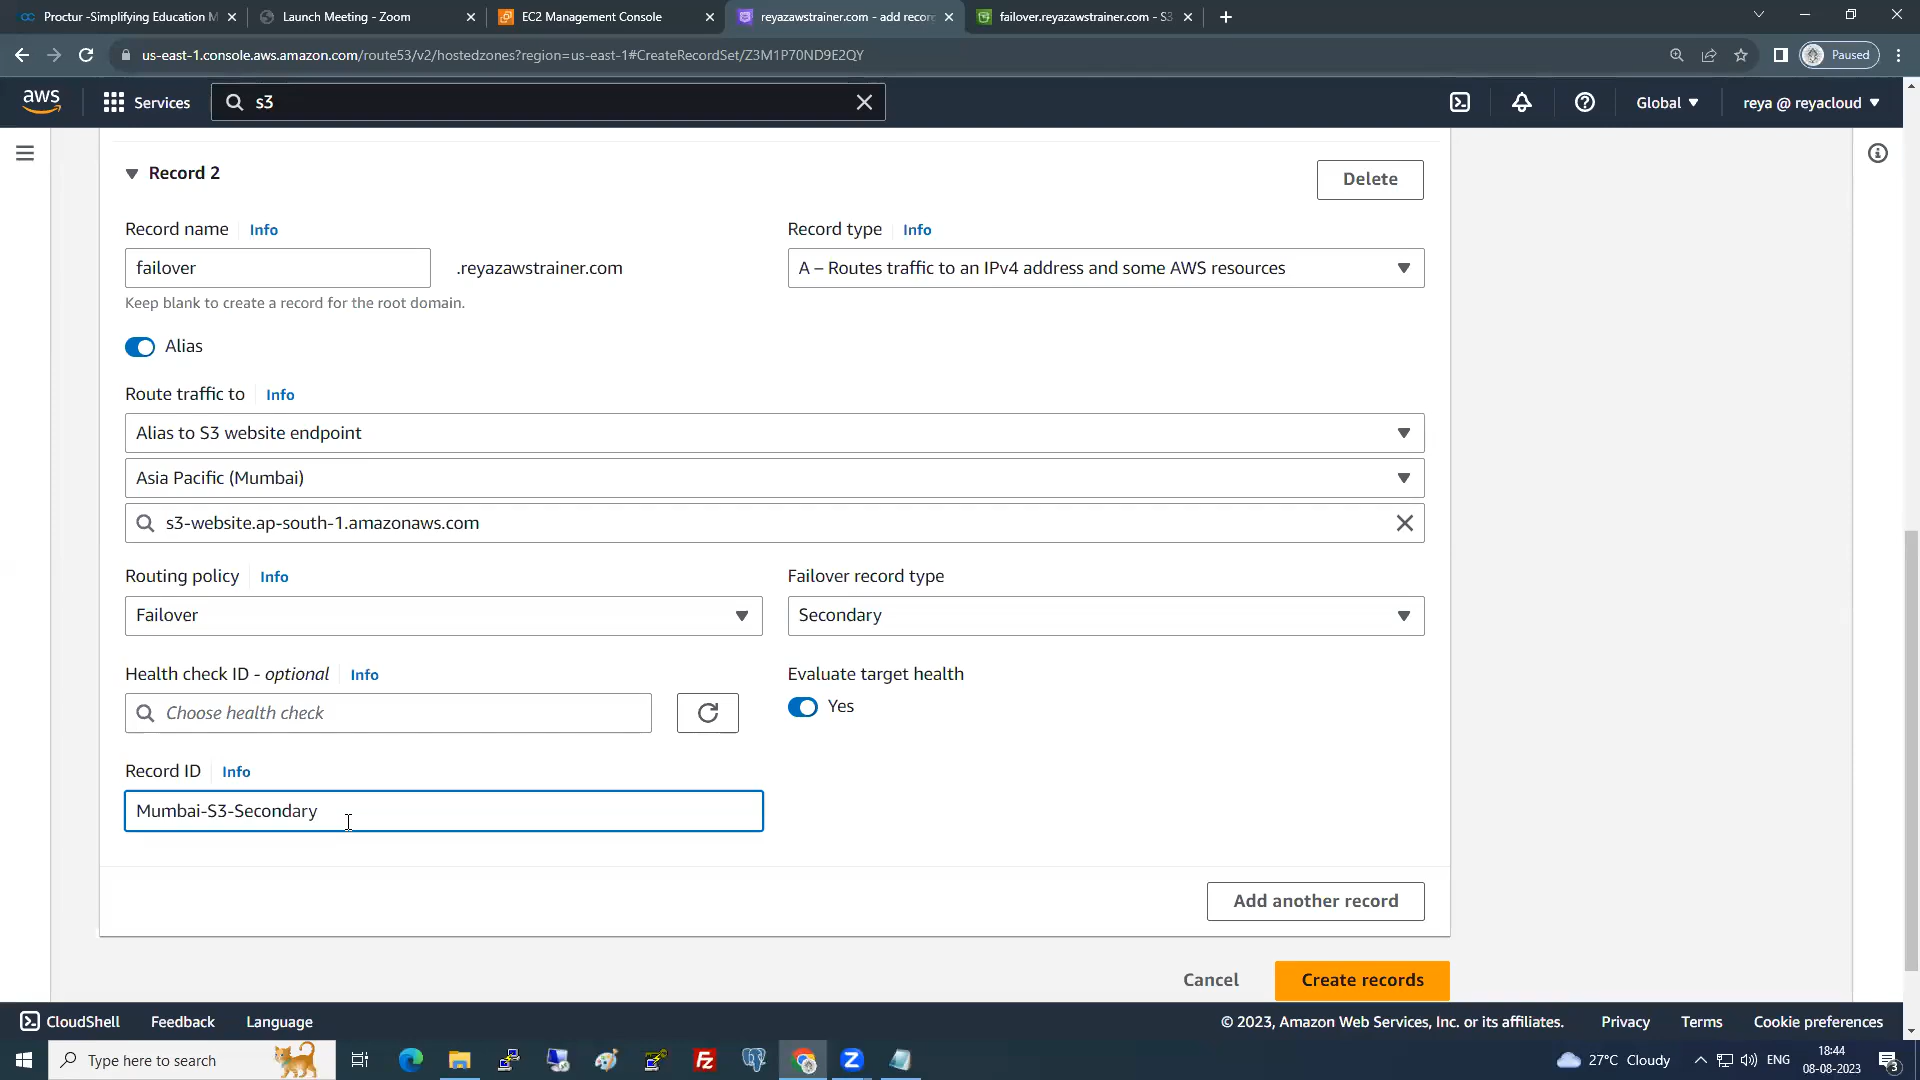 Proctur -Simplifying Education M
Launch Meeting - Zoom
EC2 Management Console
reyazawstrainer.com - add recor
failover.reyazawstrainer.com - S3
us-east-1.console.aws.amazon.com/route53/v2/hostedzones?region=us-east-1#CreateRecordSet/Z3M1P70ND9E2QY
Paused
aws
Services
s3
Global
reya @ reyacloud
Record 2
Delete
Record name
Info
Record type
Info
failover
.reyazawstrainer.com
A – Routes traffic to an IPv4 address and some AWS resources
Keep blank to create a record for the root domain.
Alias
Route traffic to
Info
Alias to S3 website endpoint
Asia Pacific (Mumbai)
s3-website.ap-south-1.amazonaws.com
Routing policy
Info
Failover record type
Failover
Secondary
Health check ID - optional
Info
Evaluate target health
Choose health check
Yes
Record ID
Info
Mumbai-S3-Secondary
Add another record
Cancel
Create records
CloudShell
Feedback
Language
© 2023, Amazon Web Services, Inc. or its affiliates.
Privacy
Terms
Cookie preferences
Type here to search
27°C Cloudy
ENG
18:44
08-08-2023
3